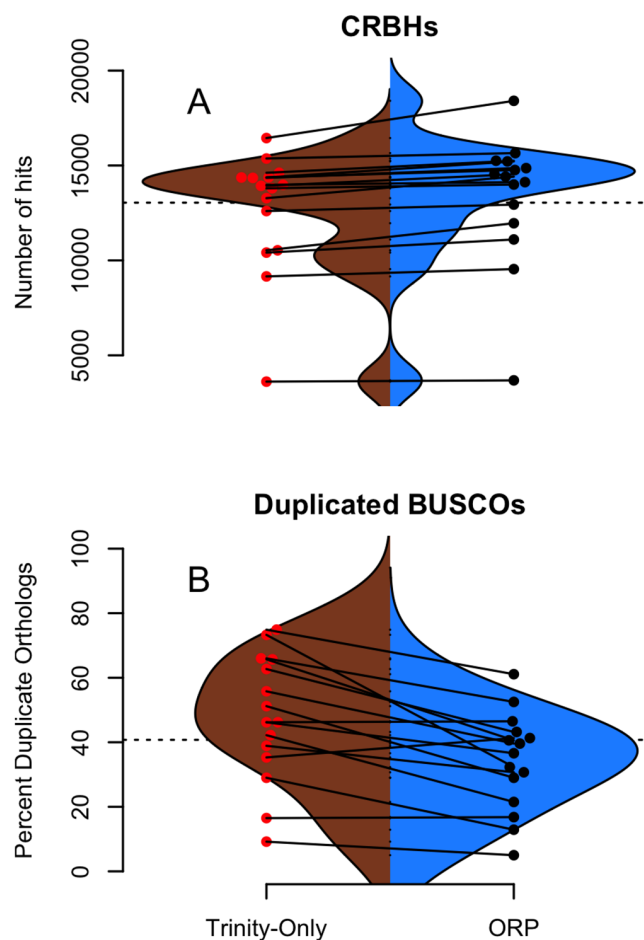 CRBHs
A
Number of hits
20000
15000
10000
5000
Duplicated BUSCOs
B
Percent Duplicate Orthologs
100
80
60
40
20
0
Trinity-Only
ORP